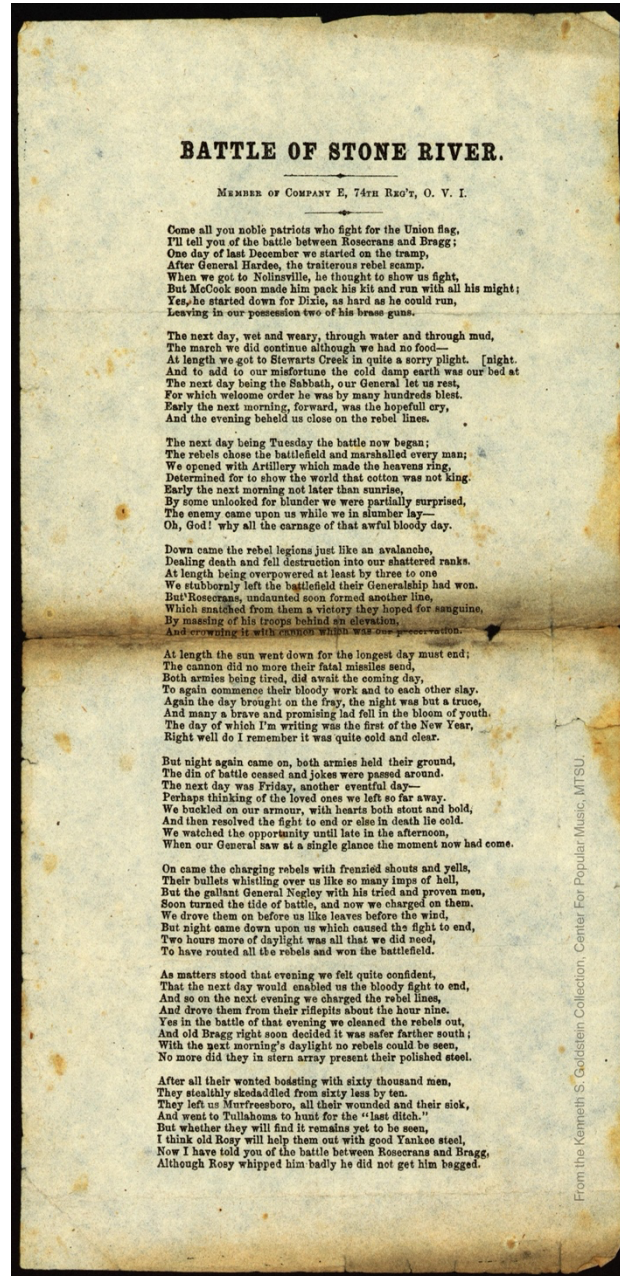 BATTLE OF STONE RIVER.
MEMBER OF COMPANY E, 74TH REG'T, O. V. I.
Come all you noble patriots who fight for the Union flag,
I'll tell you of the battle between Rosecrans and Bragg;
One day of last December we started on the tramp,
After General Hardee, the traiterous rebel scamp.
When we got to Nolinsville, he thought to show us fight,
But McCook soon made him pack his kit and run with all his might;
Yes, he started down for Dixie, as hard as he could run,
Leaving in our possession two of his brass guns.
The next day, wet and weary, through water and through mud,
The march we did continue although we had no food—
At length we got to Stewarts Creek in quite a sorry plight. [night.
And to add to our misfortune the cold damp earth was our bed at
The next day being the Sabbath, our General let us rest,
For which welcome order he was by many hundreds blest.
Early the next morning, forward, was the hopefull cry,
And the evening beheld us close on the rebel lines.
The next day being Tuesday the battle now began;
The rebels chose the battlefield and marshalled every man;
We opened with Artillery which made the heavens ring,
Determined for to show the world that cotton was not king.
Early the next morning not later than sunrise,
By some unlooked for blunder we were partially surprised,
The enemy came upon us while we in slumber lay—
Oh, God! why all the carnage of that awful bloody day.
Down came the rebel legions just like an avalanche,
Dealing death and fell destruction into our shattered ranks.
At length being overpowered at least by three to one
We stubbornly left the battlefield their Generalship had won.
But Rosecrans, undaunted soon formed another line,
Which snatched from them a victory they hoped for sanguine,
By massing of his troops behind an elevation,
And crowning it with cannon which was our preservation.
At length the sun went down for the longest day must end;
The cannon did no more their fatal missiles send,
Both armies being tired, did await the coming day,
To again commence their bloody work and to each other slay.
Again the day brought on the fray, the night was but a truce,
And many a brave and promising lad fell in the bloom of youth.
The day of which I'm writing was the first of the New Year,
Right well do I remember it was quite cold and clear.
But night again came on, both armies held their ground,
The din of battle ceased and jokes were passed around.
The next day was Friday, another eventful day—
Perhaps thinking of the loved ones we left so far away.
We buckled on our armour, with hearts both stout and bold,
And then resolved the fight to end or else in death lie cold.
We watched the opportunity until late in the afternoon,
When our General saw at a single glance the moment now had come.
On came the charging rebels with frenzied shouts and yells,
Their bullets whistling over us like so many imps of hell,
But the gallant General Negley with his tried and proven men,
Soon turned the tide of battle, and now we charged on them.
We drove them on before us like leaves before the wind,
But night came down upon us which caused the fight to end,
Two hours more of daylight was all that we did need,
To have routed all the rebels and won the battlefield.
As matters stood that evening we felt quite confident,
That the next day would enabled us the bloody fight to end,
And so on the next evening we charged the rebel lines,
And drove them from their riflepits about the hour nine.
Yes in the battle of that evening we cleaned the rebels out,
And old Bragg right soon decided it was safer farther south;
With the next morning's daylight no rebels could be seen,
No more did they in stern array present their polished steel.
After all their wonted boasting with sixty thousand men,
They stealthly skedaddled from sixty less by ten.
They left us Murfreesboro, all their wounded and their sick,
And went to Tullahoma to hunt for the "last ditch."
But whether they will find it remains yet to be seen,
I think old Rosy will help them out with good Yankee steel,
Now I have told you of the battle between Rosecrans and Bragg,
Although Rosy whipped him badly he did not get him bagged.
From the Kenneth S. Goldstein Collection, Center For Popular Music, MTSU.